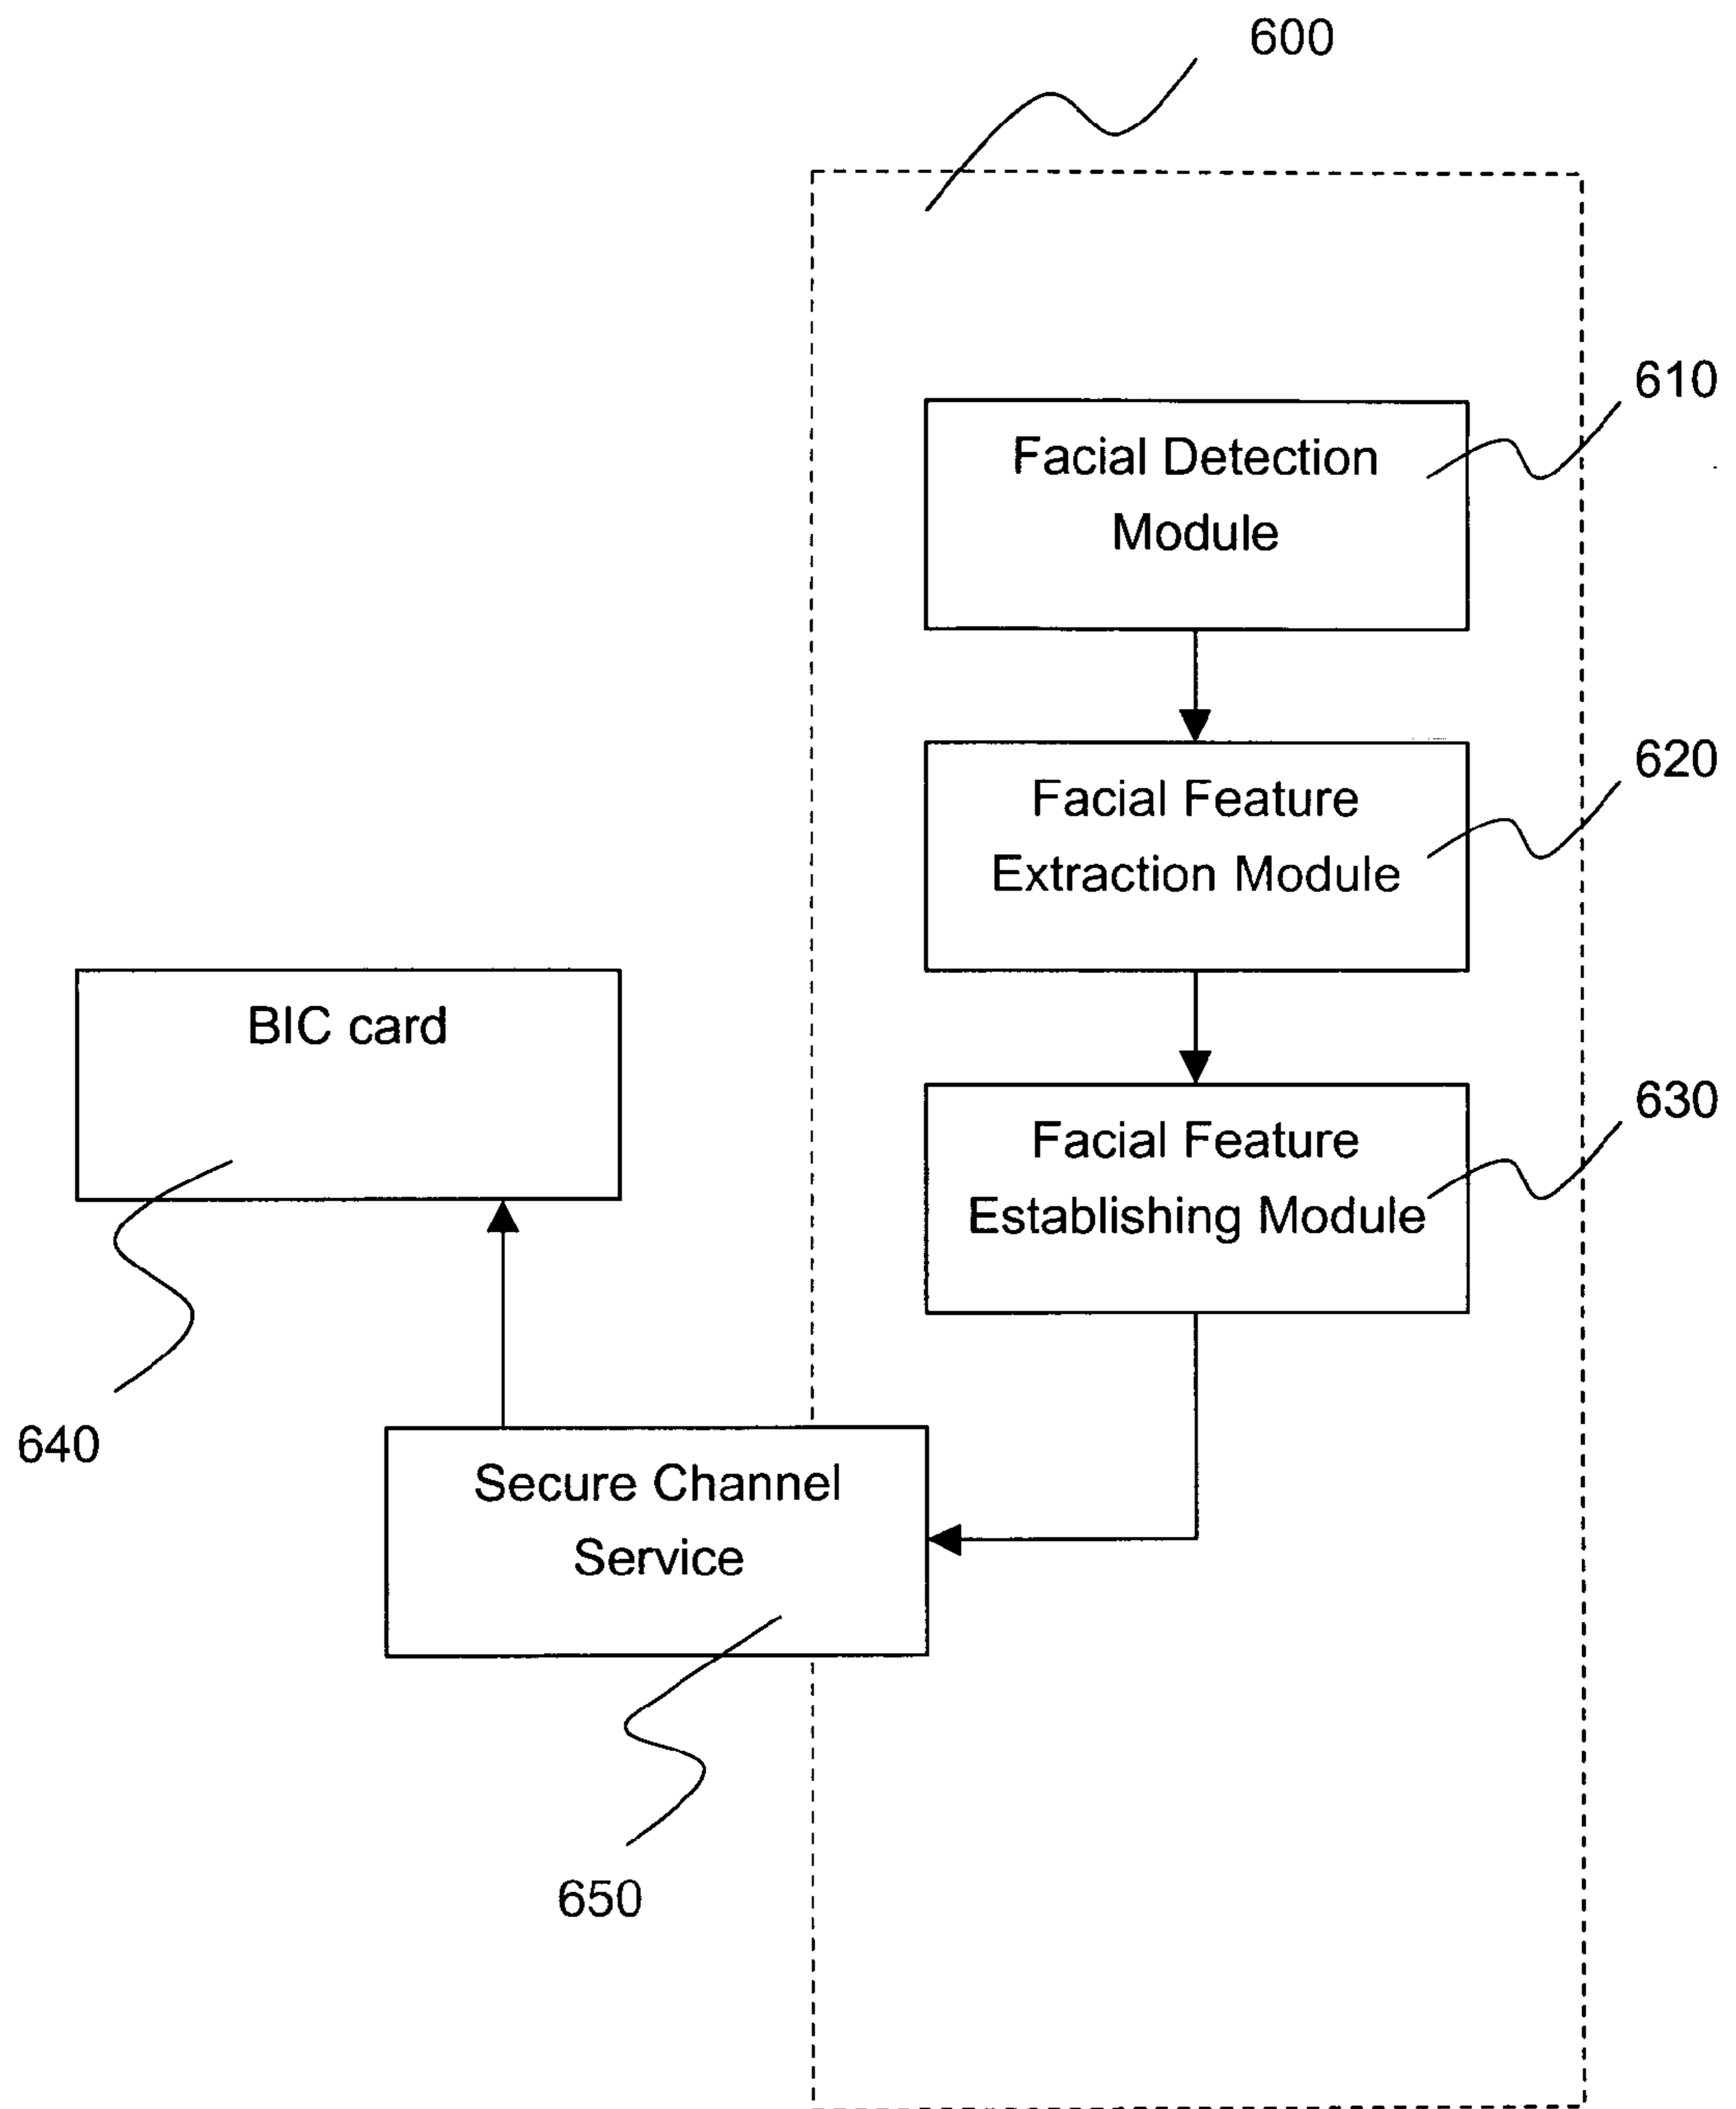 600
610
Facial Detection
Module
620
Facial Feature
Extraction Module
BIC card
630
Facial Feature
Establishing Module
640
Secure Channel
Service
650